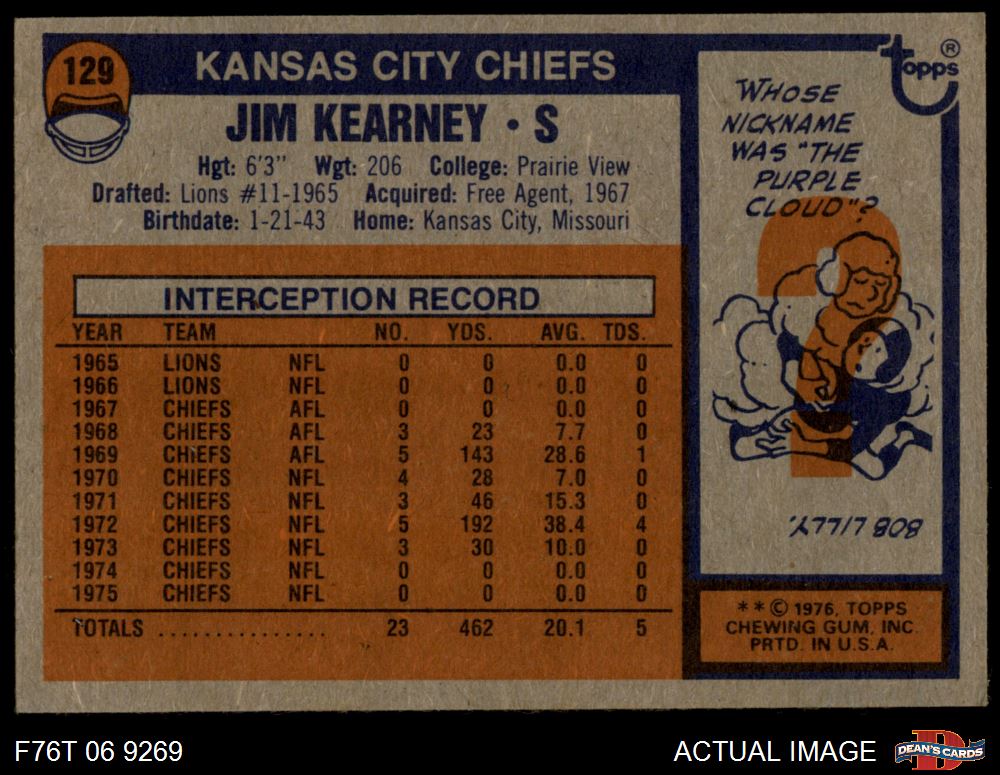 129
KANSAS CITY CHIEFS
JIM KEARNEY • S
Hgt: 6'3" Wgt: 206 College: Prairie View
Drafted: Lions #11-1965 Acquired: Free Agent, 1967
Birthdate: 1-21-43 Home: Kansas City, Missouri
INTERCEPTION RECORD
YEAR TEAM NO. YDS. AVG. TDS.
1965 LIONS NFL 0 0 0.0 0
1966 LIONS NFL 0 0 0.0 0
1967 CHIEFS AFL 0 0 0.0 0
1968 CHIEFS AFL 3 23 7.7 0
1969 CHIEFS AFL 5 143 28.6 1
1970 CHIEFS NFL 4 28 7.0 0
1971 CHIEFS NFL 3 46 15.3 0
1972 CHIEFS NFL 5 192 38.4 4
1973 CHIEFS NFL 3 30 10.0 0
1974 CHIEFS NFL 0 0 0.0 0
1975 CHIEFS NFL 0 0 0.0 0
TOTALS ............... 23 462 20.1 5
topps®
WHOSE
NICKNAME
WAS "THE
PURPLE
CLOUD"?
BOB LILLY.
**© 1976, TOPPS
CHEWING GUM, INC.
PRTD. IN U.S.A.
F76T 06 9269
ACTUAL IMAGE
D
DEAN'S CARDS